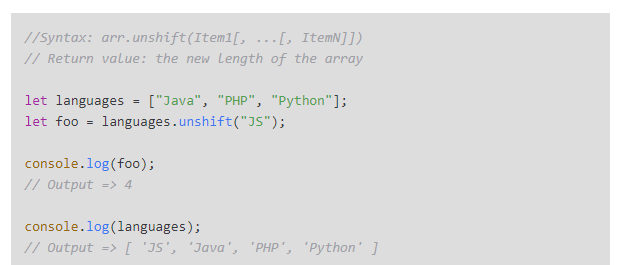 //Syntax: arr.unshift(Item1[, ...[, ItemN]])
// Return value: the new length of the array
let languages = ["Java", "PHP", "Python"];
let foo = languages.unshift("JS");
console.log(foo);
// Output => 4
console.log(languages);
// Output => [ 'JS', 'Java', 'PHP', 'Python' ]